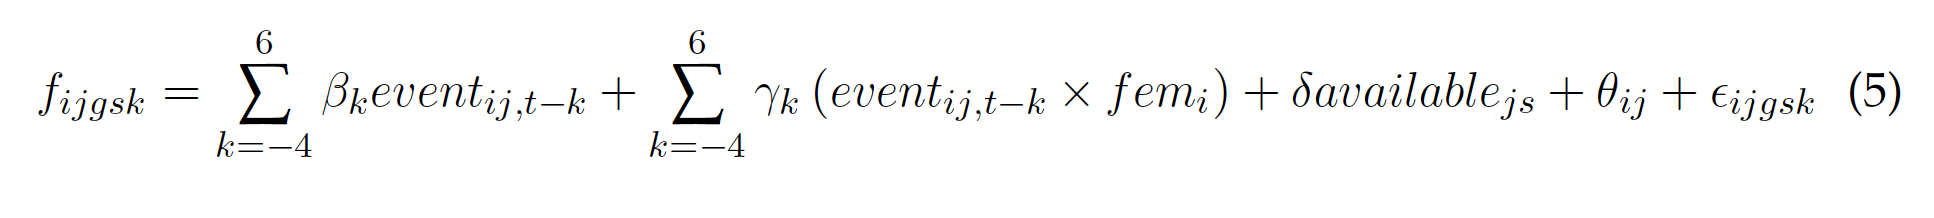 f_{ijgsk} = \sum_{k=-4}^{6} \beta_k event_{ij,t-k} + \sum_{k=-4}^{6} \gamma_k (event_{ij,t-k} \times fem_i) + \delta available_{js} + \theta_{ij} + \epsilon_{ijgsk} (5)